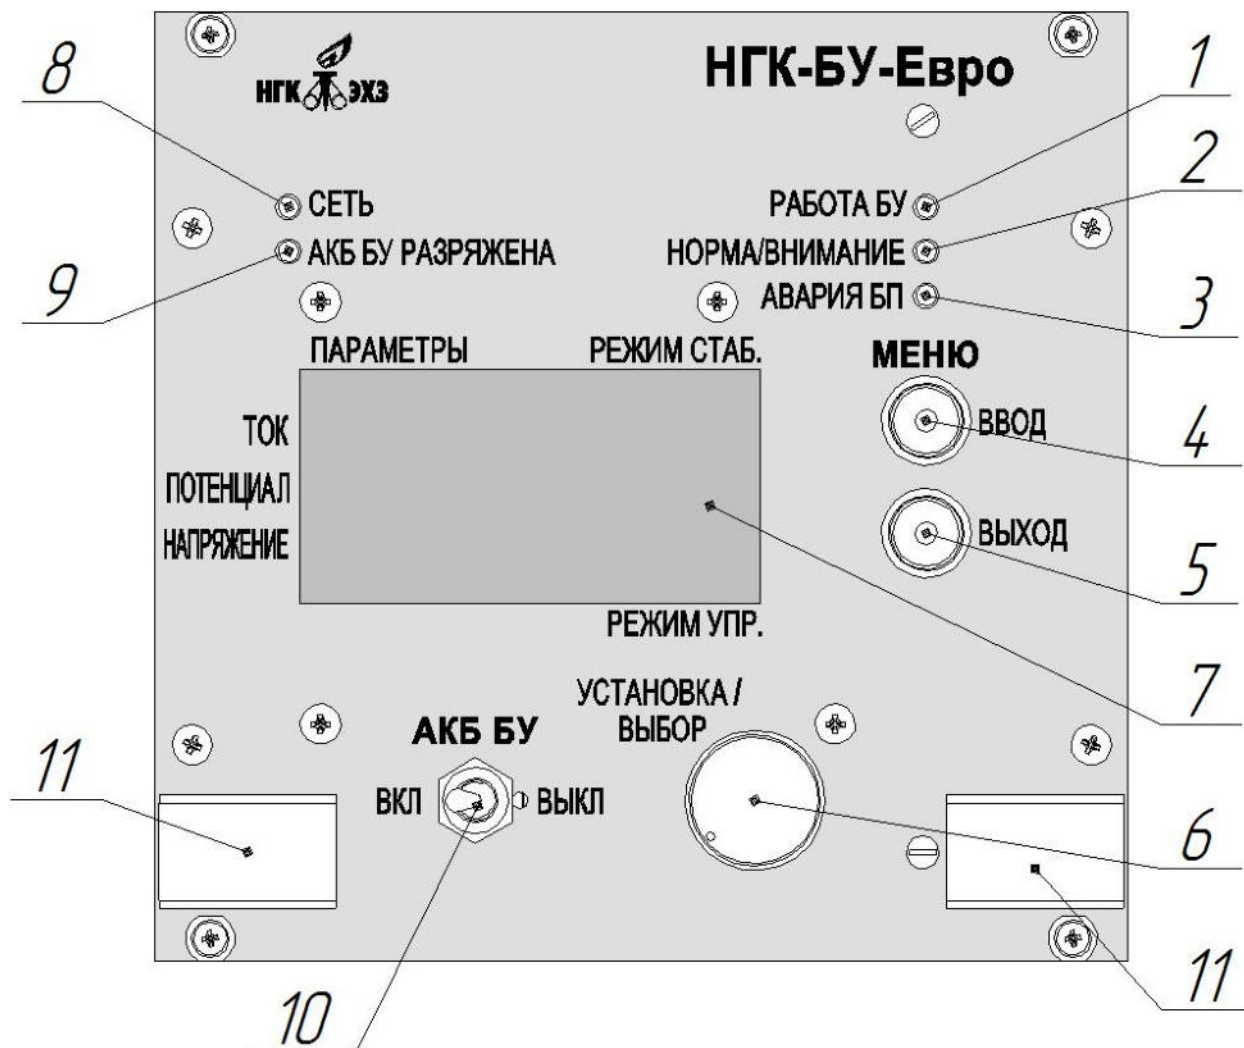 8
НГК ЭХЗ
НГК-БУ-Евро
1
2
СЕТЬ
РАБОТА БУ
АКБ БУ РАЗРЯЖЕНА
НОРМА/ВНИМАНИЕ
9
АВАРИЯ БП
3
ПАРАМЕТРЫ
РЕЖИМ СТАБ.
МЕНЮ
ТОК
ВВОД
4
ПОТЕНЦИАЛ
НАПРЯЖЕНИЕ
ВЫХОД
5
РЕЖИМ УПР.
7
УСТАНОВКА /
ВЫБОР
АКБ БУ
11
ВКЛ
ВЫКЛ
6
11
10